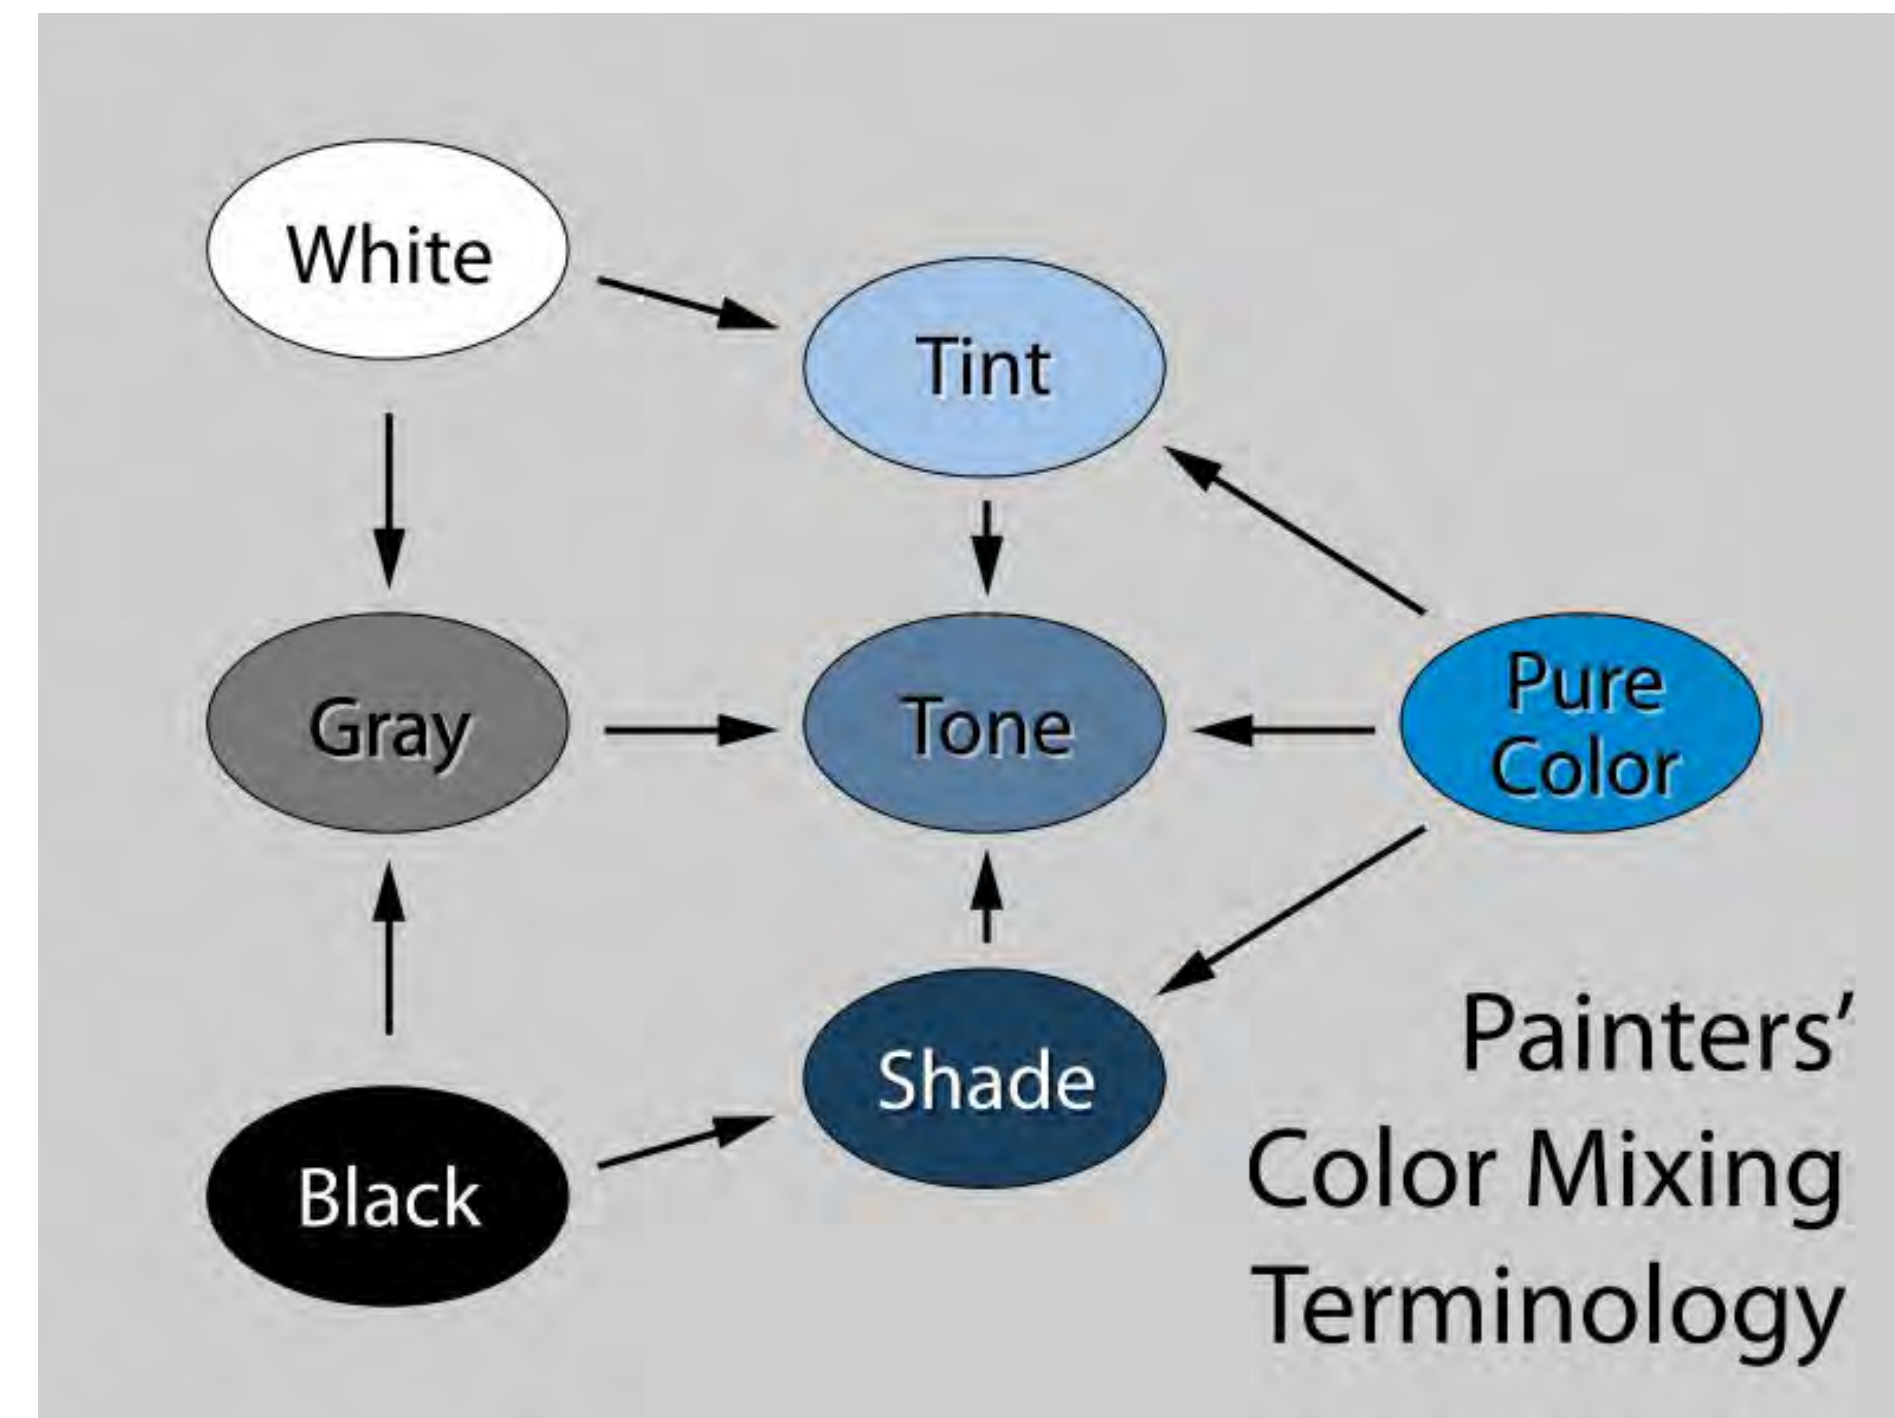 White
Tint
Gray
Tone
Pure
Color
Shade
Black
Painters’
Color Mixing
Terminology